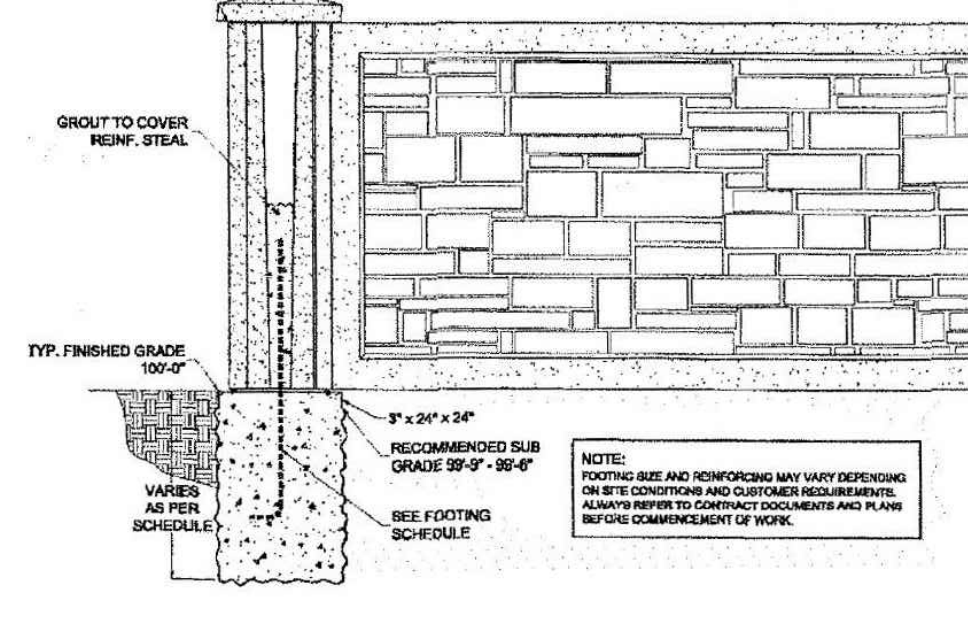 GROUT TO COVER
REINF. STEAL
TYP. FINISHED GRADE
100'-0"
3" x 24" x 24"
RECOMMENDED SUB
GRADE 99'-9" - 99'-6"
VARIES
AS PER
SCHEDULE
SEE FOOTING
SCHEDULE
NOTE:
FOOTING SIZE AND REINFORCING MAY VARY DEPENDING
ON SITE CONDITIONS AND CUSTOMER REQUIREMENTS.
ALWAYS REFER TO CONTRACT DOCUMENTS AND PLANS
BEFORE COMMENCEMENT OF WORK.